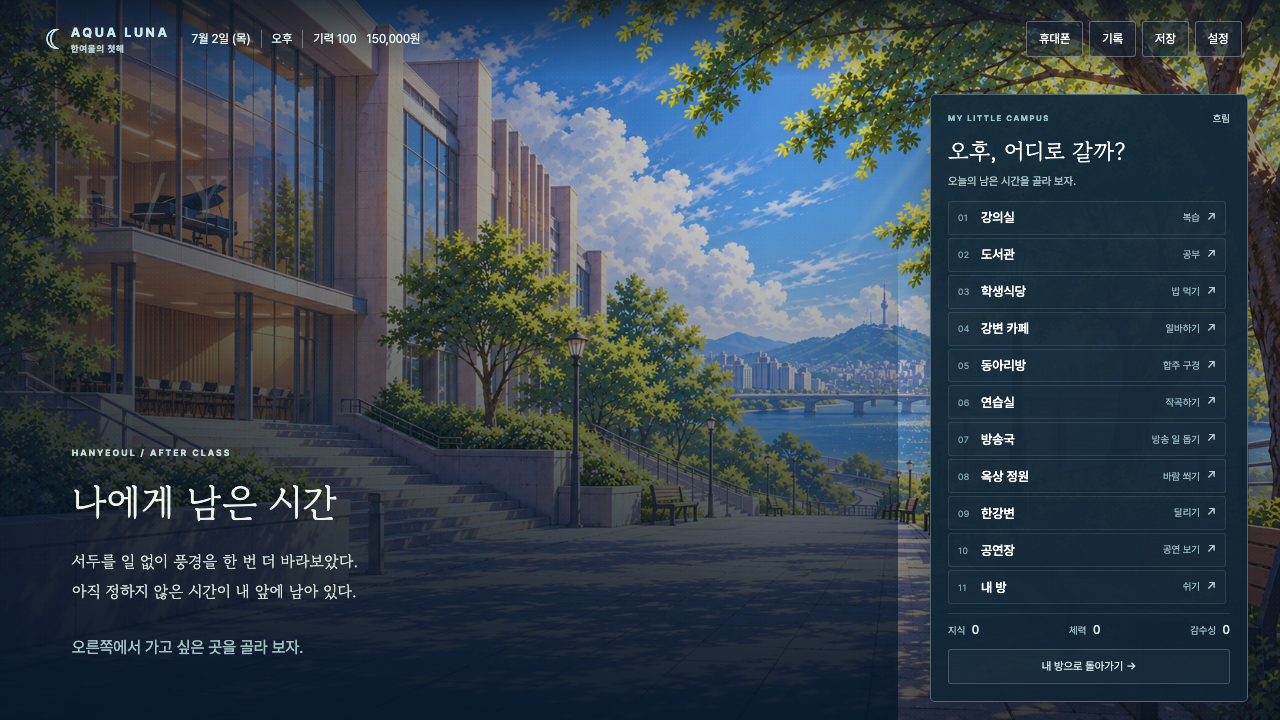 AQUA LUNA
한여울의 첫해
7월 2일 (목) 오후 기력 100 150,000원
휴대폰 기록 저장 설정
H / Y
MY LITTLE CAMPUS 흐림
오후, 어디로 갈까?
오늘의 남은 시간을 골라 보자.
01 강의실 복습 ↗
02 도서관 공부 ↗
03 학생식당 밥 먹기 ↗
04 강변 카페 알바하기 ↗
05 동아리방 합주 구경 ↗
06 연습실 작곡하기 ↗
07 방송국 방송 일 돕기 ↗
08 옥상 정원 바람 쐬기 ↗
09 한강변 달리기 ↗
10 공연장 공연 보기 ↗
11 내 방 쉬기 ↗
지식 0 체력 0 감수성 0
내 방으로 돌아가기 →
HANYEOUL / AFTER CLASS
나에게 남은 시간
서두를 일 없이 풍경을 한 번 더 바라보았다.
아직 정하지 않은 시간이 내 앞에 남아 있다.
오른쪽에서 가고 싶은 곳을 골라 보자.